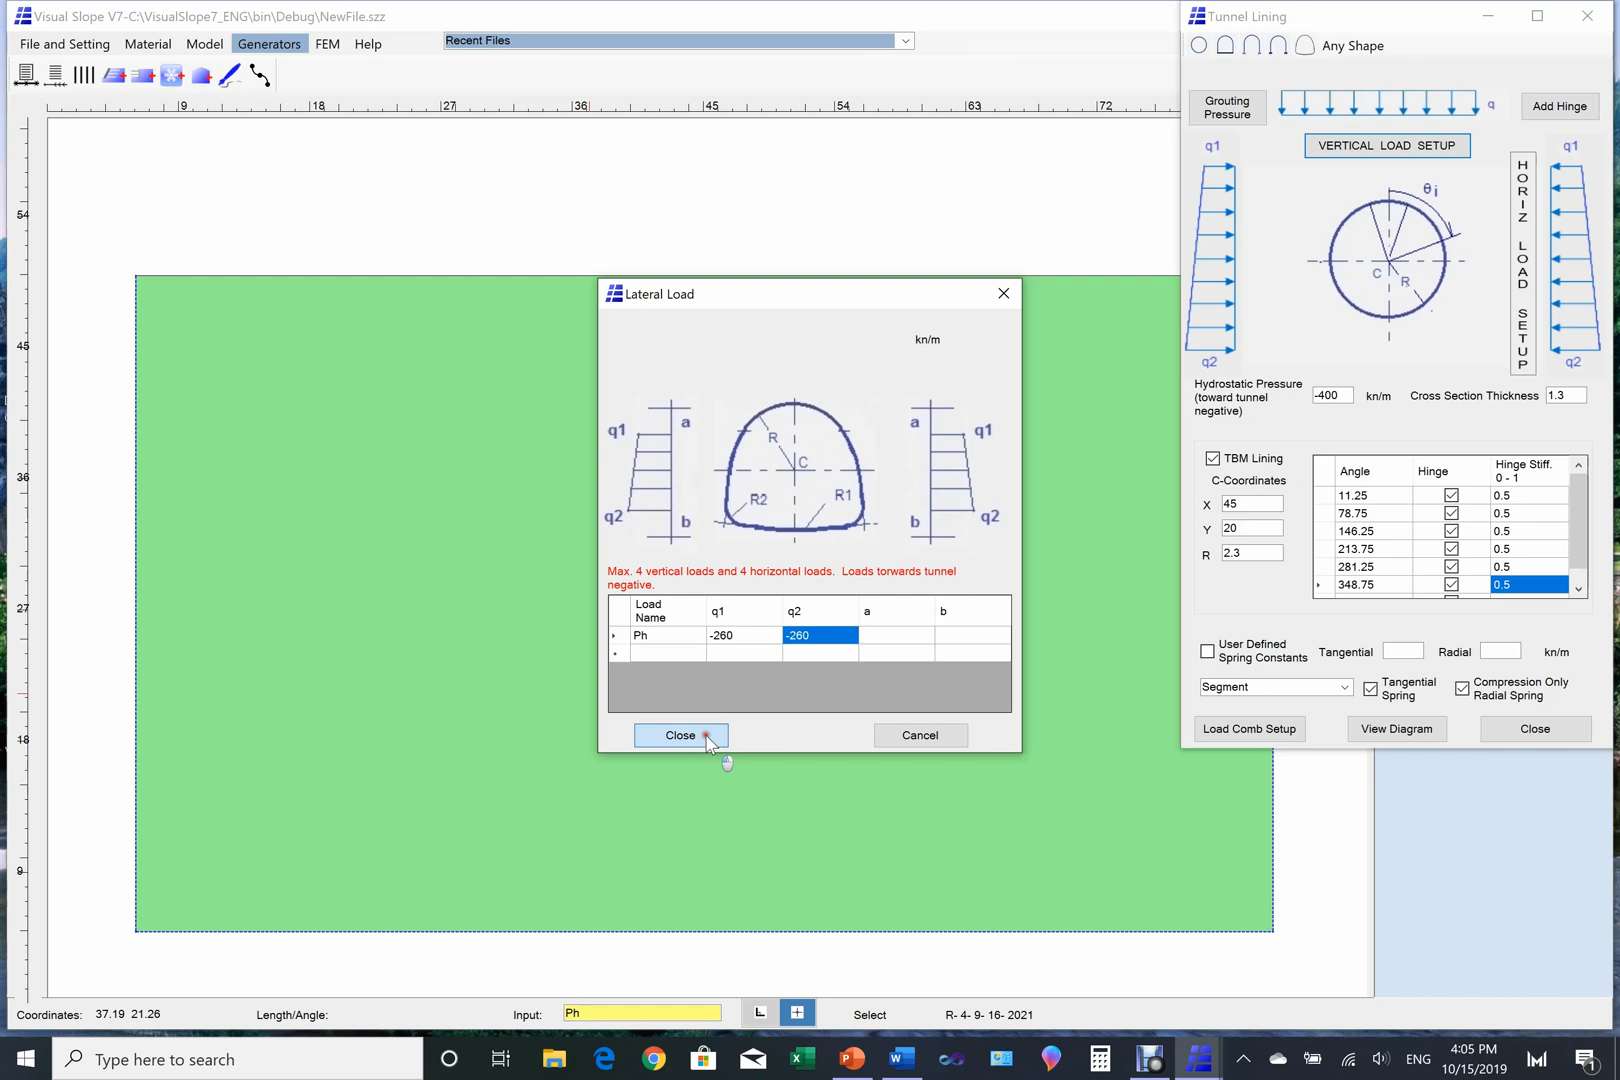 Visual Slope V7-C:\VisualSlope7_ENG\bin\Debug\NewFile.szz
File and Setting Material Model Generators FEM Help
Recent Files
9 18 27 36 45 54 63 72
54
45
36
27
18
9
Lateral Load
kn/m
q1 a R C a q1
q2 b R2 R1 b q2
Max. 4 vertical loads and 4 horizontal loads. Loads torwards tunnel
negative.
Load Name q1 q2 a b
Ph -260 -260
Close Cancel
Tunnel Lining
Any Shape
Grouting Pressure q Add Hinge
VERTICAL LOAD SETUP
q1 q1
θi
C R
HORIZ LOAD SETUP
q2 q2
Hydrostatic Pressure
(toward tunnel
negative)
-400 kn/m Cross Section Thickness 1.3
TBM Lining
C-Coordinates
X 45
Y 20
R 2.3
Angle Hinge Hinge Stiff. 0 - 1
11.25 0.5
78.75 0.5
146.25 0.5
213.75 0.5
281.25 0.5
348.75 0.5
User Defined
Spring Constants Tangential Radial kn/m
Segment
Tangential
Spring
Compression Only
Radial Spring
Load Comb Setup View Diagram Close
Coordinates: 37.19 21.26 Length/Angle: Input: Ph Select R- 4- 9- 16- 2021
Type here to search
ENG
4:05 PM
10/15/2019
1